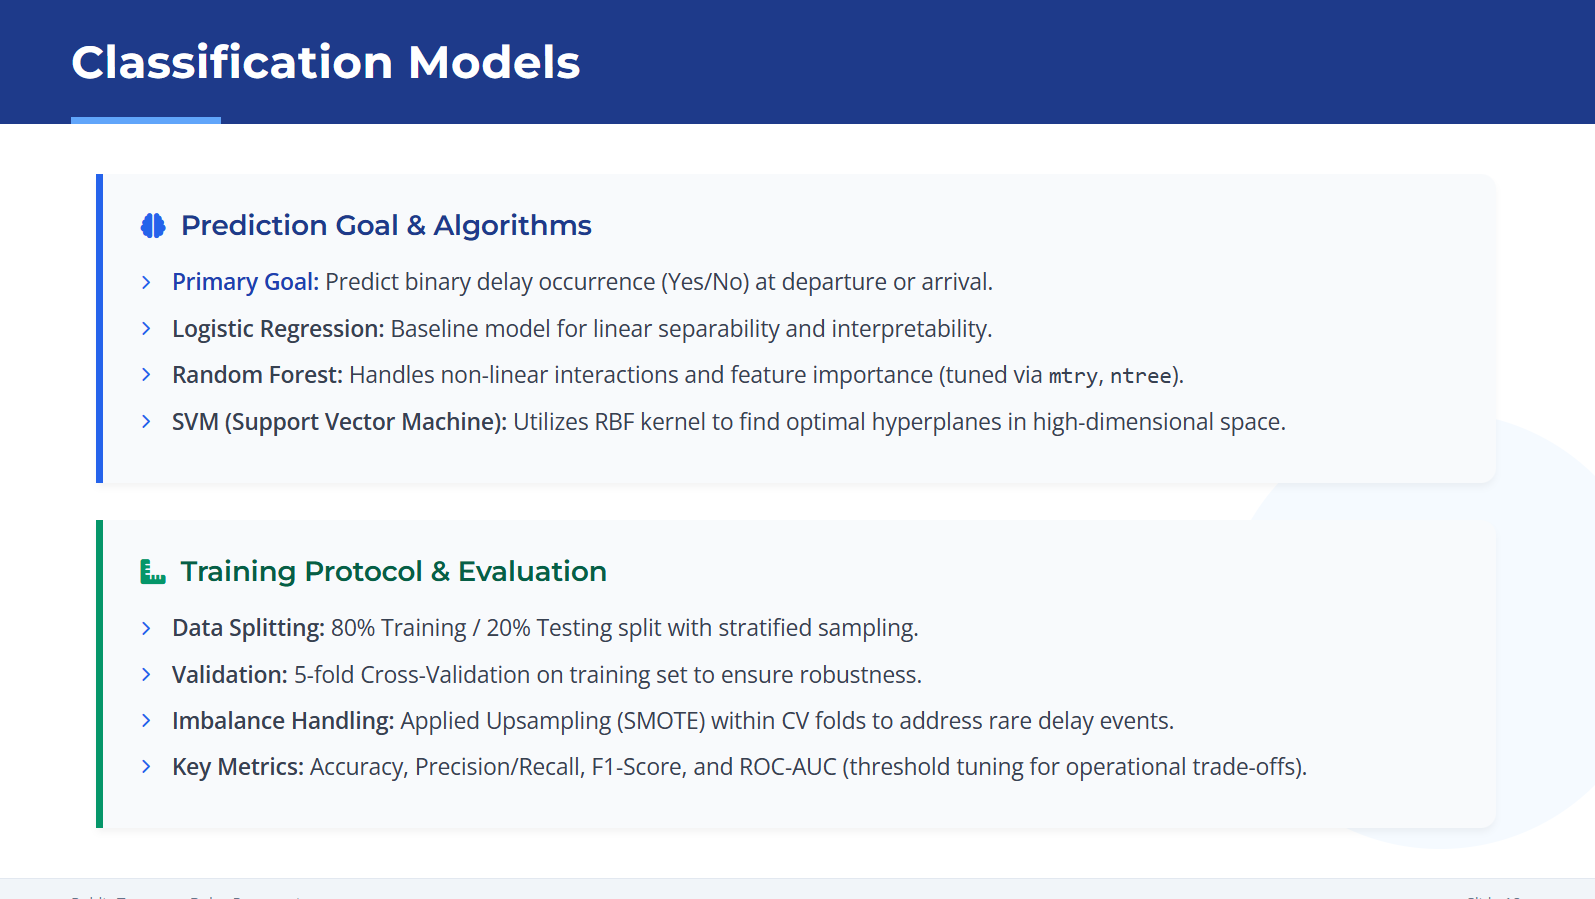 Classification Models
Prediction Goal & Algorithms
Primary Goal: Predict binary delay occurrence (Yes/No) at departure or arrival.
Logistic Regression: Baseline model for linear separability and interpretability.
Random Forest: Handles non-linear interactions and feature importance (tuned via mtry, ntree).
SVM (Support Vector Machine): Utilizes RBF kernel to find optimal hyperplanes in high-dimensional space.
Training Protocol & Evaluation
Data Splitting: 80% Training / 20% Testing split with stratified sampling.
Validation: 5-fold Cross-Validation on training set to ensure robustness.
Imbalance Handling: Applied Upsampling (SMOTE) within CV folds to address rare delay events.
Key Metrics: Accuracy, Precision/Recall, F1-Score, and ROC-AUC (threshold tuning for operational trade-offs).